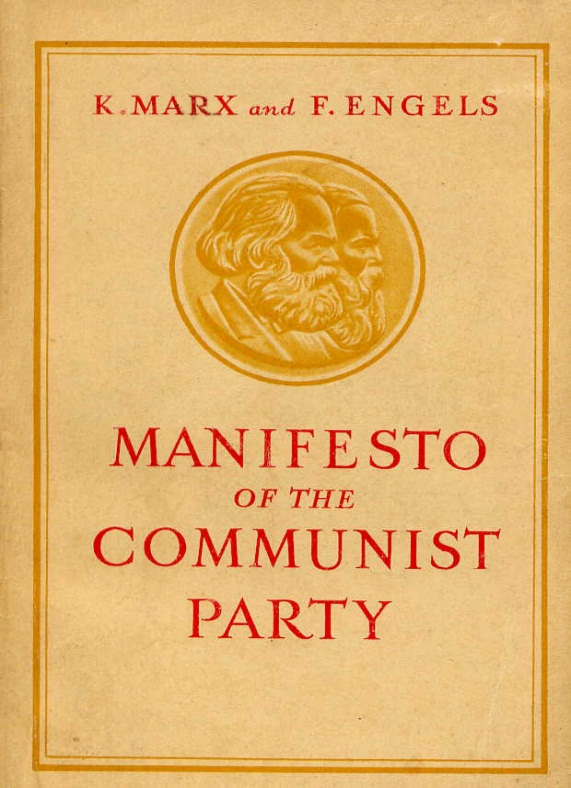 K. MARX and F. ENGELS
MANIFESTO
OF THE
COMMUNIST
PARTY